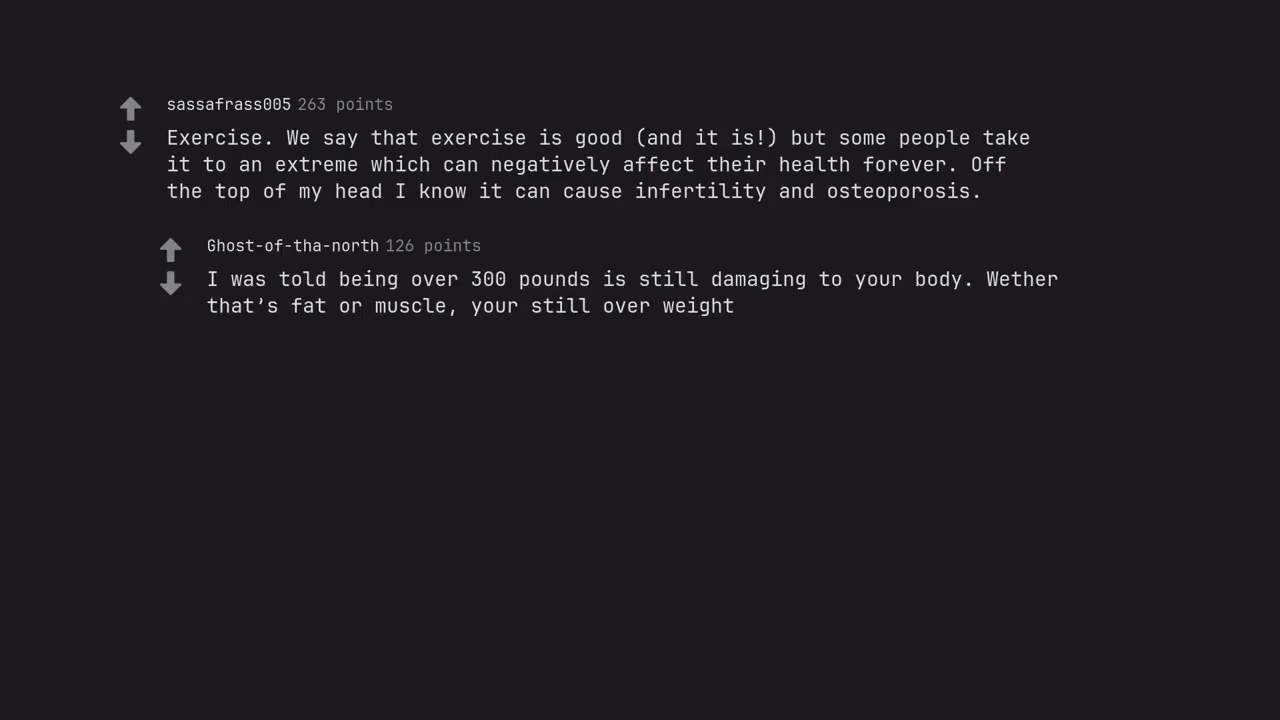 sassafrass005 263 points
Exercise. We say that exercise is good (and it is!) but some people take
it to an extreme which can negatively affect their health forever. Off
the top of my head I know it can cause infertility and osteoporosis.
Ghost-of-tha-north 126 points
I was told being over 300 pounds is still damaging to your body. Wether
that’s fat or muscle, your still over weight